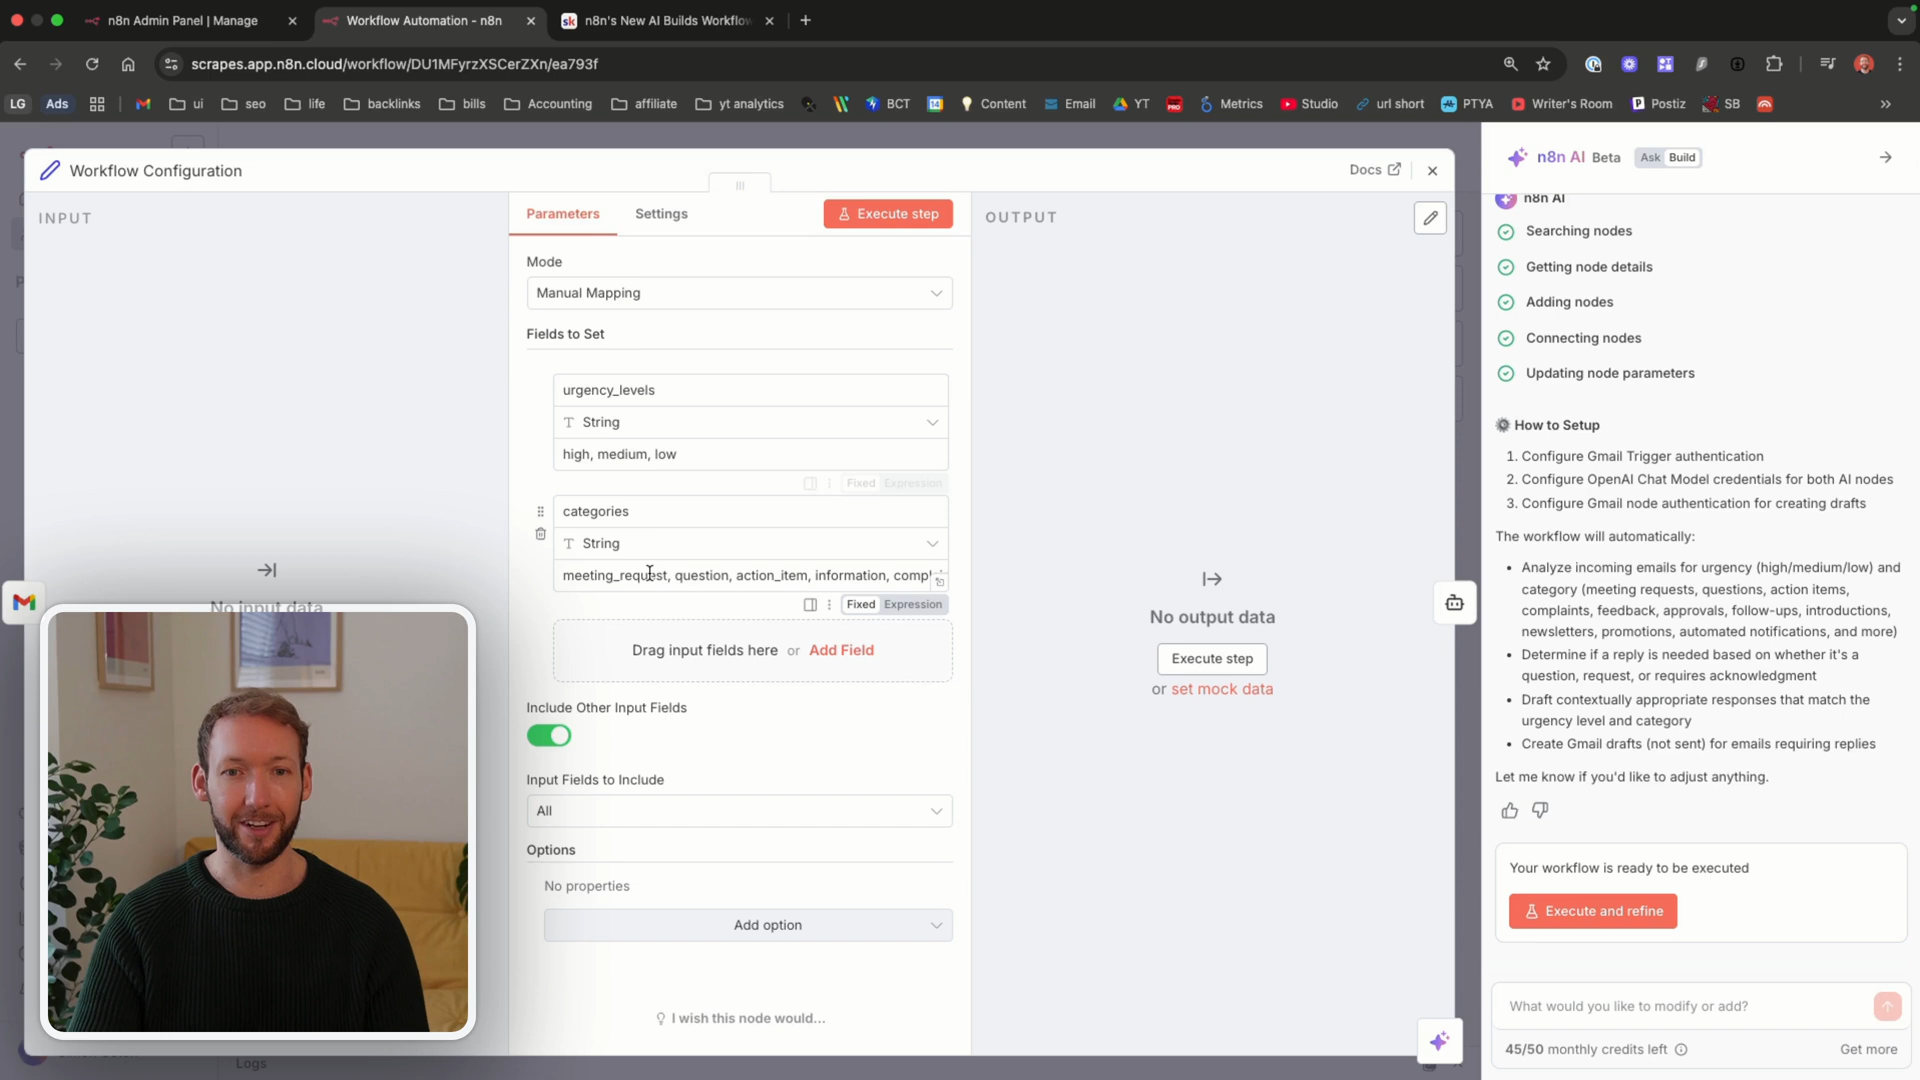 n8n Admin Panel | Manage
Workflow Automation - n8n
n8n's New AI Builds Workflow
scrapes.app.n8n.cloud/workflow/DU1MFyrzXSCerZXn/ea793f
LG
Ads
ui
seo
life
backlinks
bills
Accounting
affiliate
yt analytics
BCT
14
Content
Email
YT
Metrics
Studio
url short
PTYA
Writer's Room
Postiz
SB
Workflow Configuration
Docs
INPUT
Parameters
Settings
Execute step
OUTPUT
Mode
Manual Mapping
Fields to Set
urgency_levels
T String
high, medium, low
Fixed Expression
categories
T String
meeting_request, question, action_item, information, compl
Fixed Expression
Drag input fields here or Add Field
Include Other Input Fields
Input Fields to Include
All
Options
No properties
Add option
I wish this node would...
No input data
No output data
Execute step
or set mock data
Logs
n8n AI Beta
Ask Build
n8n AI
Searching nodes
Getting node details
Adding nodes
Connecting nodes
Updating node parameters
How to Setup
1. Configure Gmail Trigger authentication
2. Configure OpenAI Chat Model credentials for both AI nodes
3. Configure Gmail node authentication for creating drafts
The workflow will automatically:
• Analyze incoming emails for urgency (high/medium/low) and
category (meeting requests, questions, action items,
complaints, feedback, approvals, follow-ups, introductions,
newsletters, promotions, automated notifications, and more)
• Determine if a reply is needed based on whether it's a
question, request, or requires acknowledgment
• Draft contextually appropriate responses that match the
urgency level and category
• Create Gmail drafts (not sent) for emails requiring replies
Let me know if you'd like to adjust anything.
Your workflow is ready to be executed
Execute and refine
What would you like to modify or add?
45/50 monthly credits left
Get more